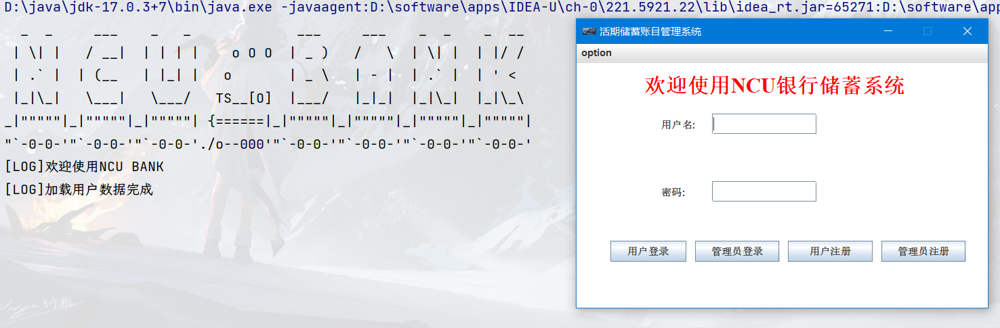 D:\java\jdk-17.0.3+7\bin\java.exe -javaagent:D:\software\apps\IDEA-U\ch-0\221.5921.22\lib\idea_rt.jar=65271:D:\software\app
   _  _     ___    _   _             ___     ___    _  _    _  __
  | \| |   / __|  | | | |    o O O  | _ )   /   \  | \| |  | |/ /
  | .` |  | (__   | |_| |   o       | _ \   | - |  | .` |  | ' <
  |_|\_|   \___|   \___/   TS__[O]  |___/   |_|_|  |_|\_|  |_|\_\
_|"""""|_|"""""|_|"""""| {======|_|"""""|_|"""""|_|"""""|_|"""""|
"`-0-0-'"`-0-0-'"`-0-0-'./o--000'"`-0-0-'"`-0-0-'"`-0-0-'"`-0-0-'
[LOG]欢迎使用NCU BANK
[LOG]加载用户数据完成
活期储蓄账目管理系统
option
欢迎使用NCU银行储蓄系统
用户名:
密码:
用户登录 管理员登录 用户注册 管理员注册